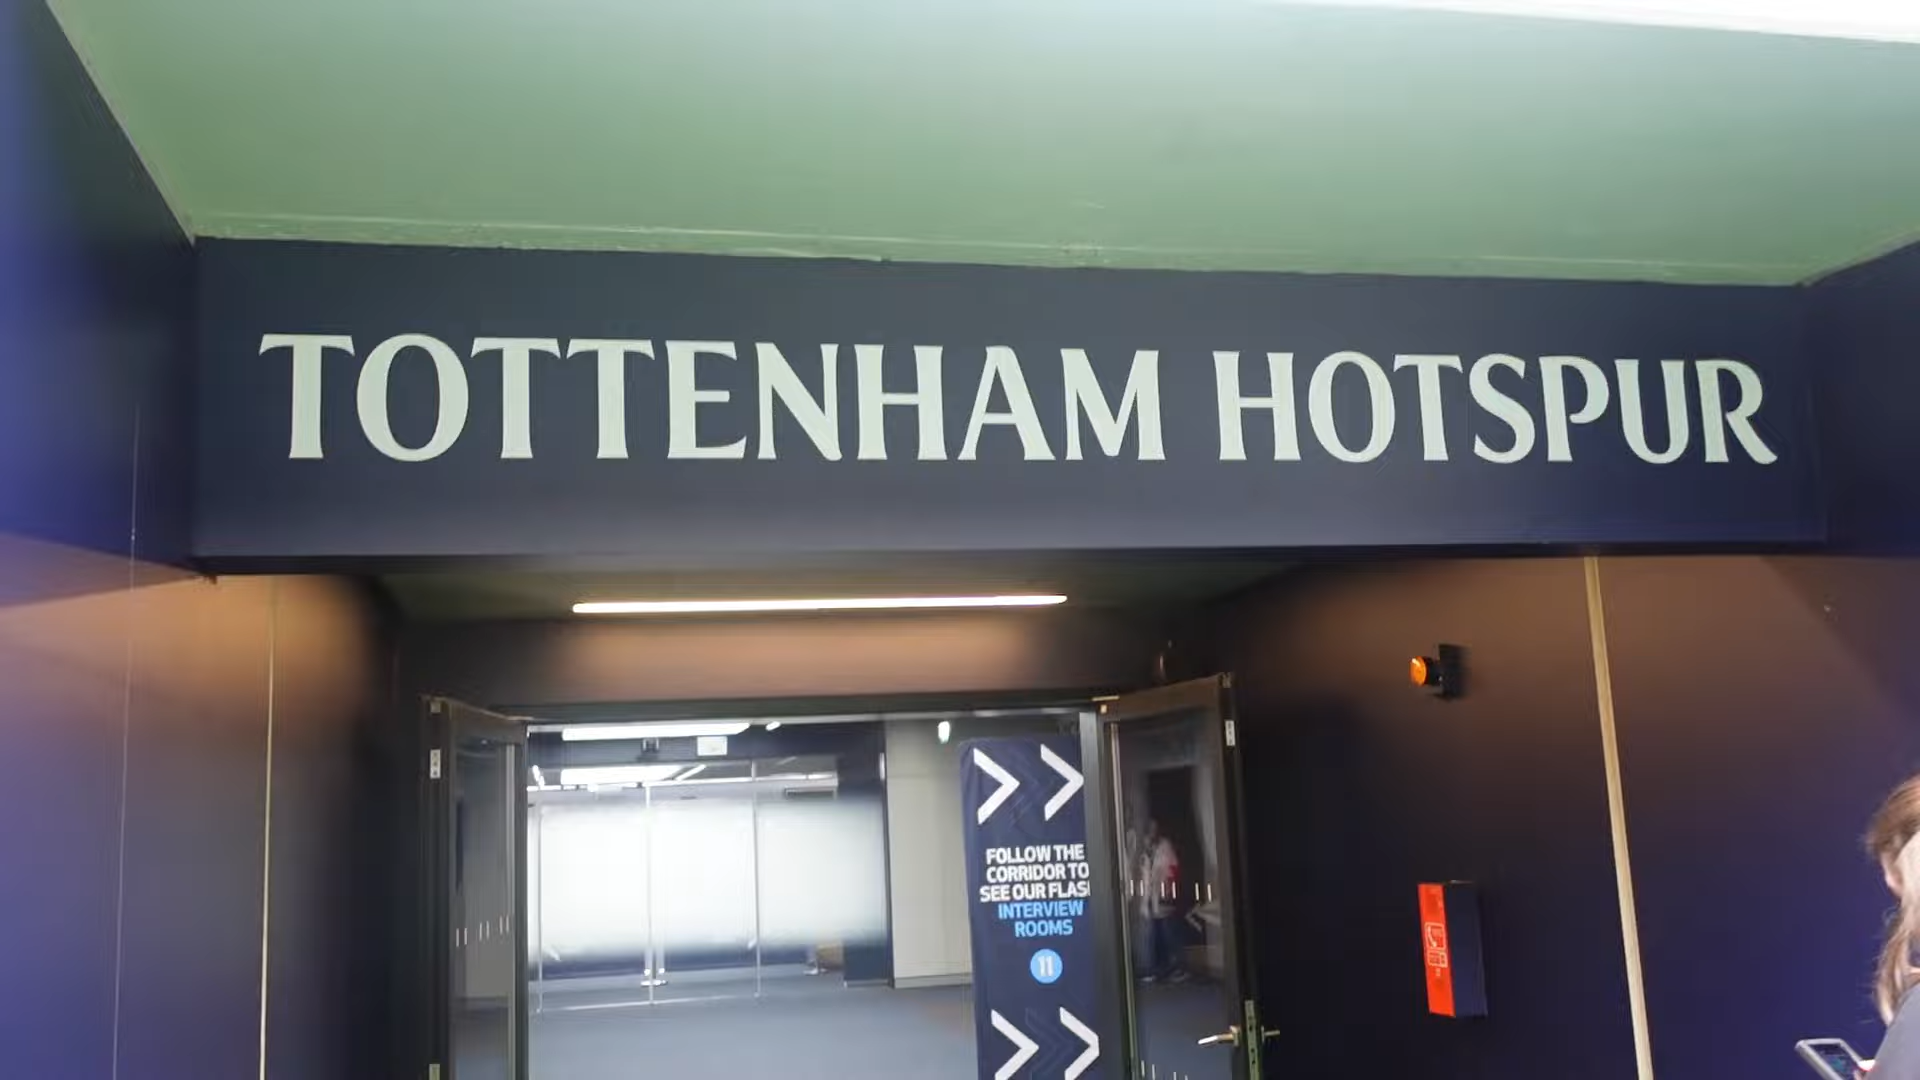 TOTTENHAM HOTSPUR
FOLLOW THE
CORRIDOR TO
SEE OUR FLAS
INTERVIEW
ROOMS
11